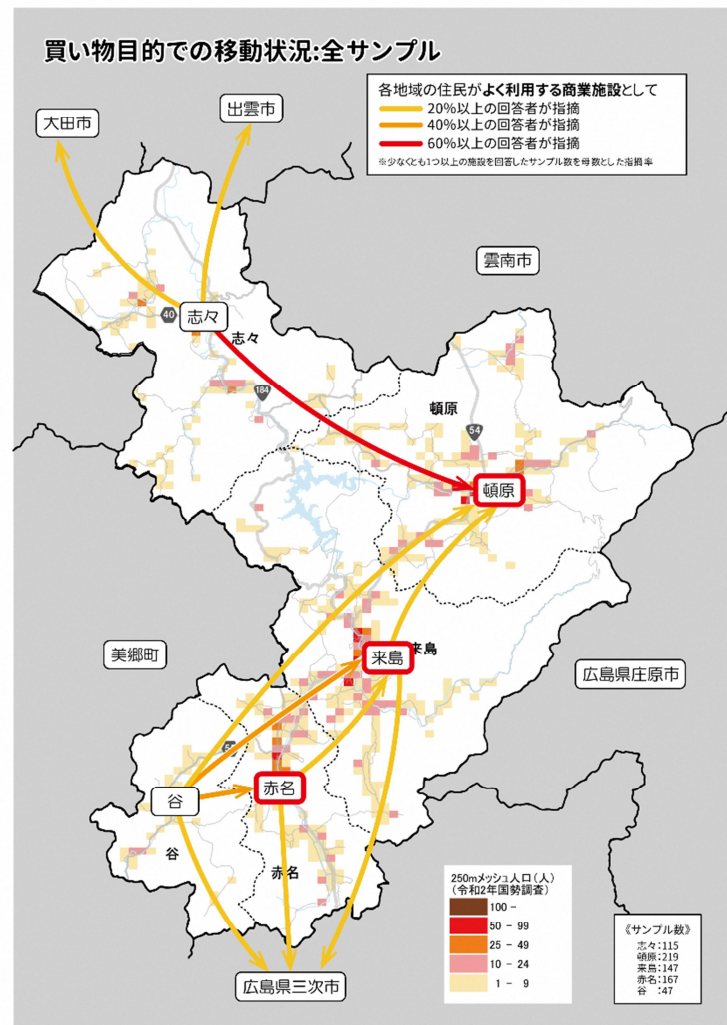 買い物目的での移動状況:全サンプル
各地域の住民がよく利用する商業施設として
20%以上の回答者が指摘
40%以上の回答者が指摘
60%以上の回答者が指摘
※少なくとも1つ以上の施設を回答したサンプル数を母数とした指摘率
大田市
出雲市
雲南市
40
志々
志々
184
頓原
54
頓原
来島
来島
美郷町
広島県庄原市
54
谷
赤名
谷
赤名
広島県三次市
250mメッシュ人口(人)
(令和2年国勢調査)
100 -
50 - 99
25 - 49
10 - 24
1 - 9
《サンプル数》
志々:115
頓原:219
来島:147
赤名:167
谷 :47